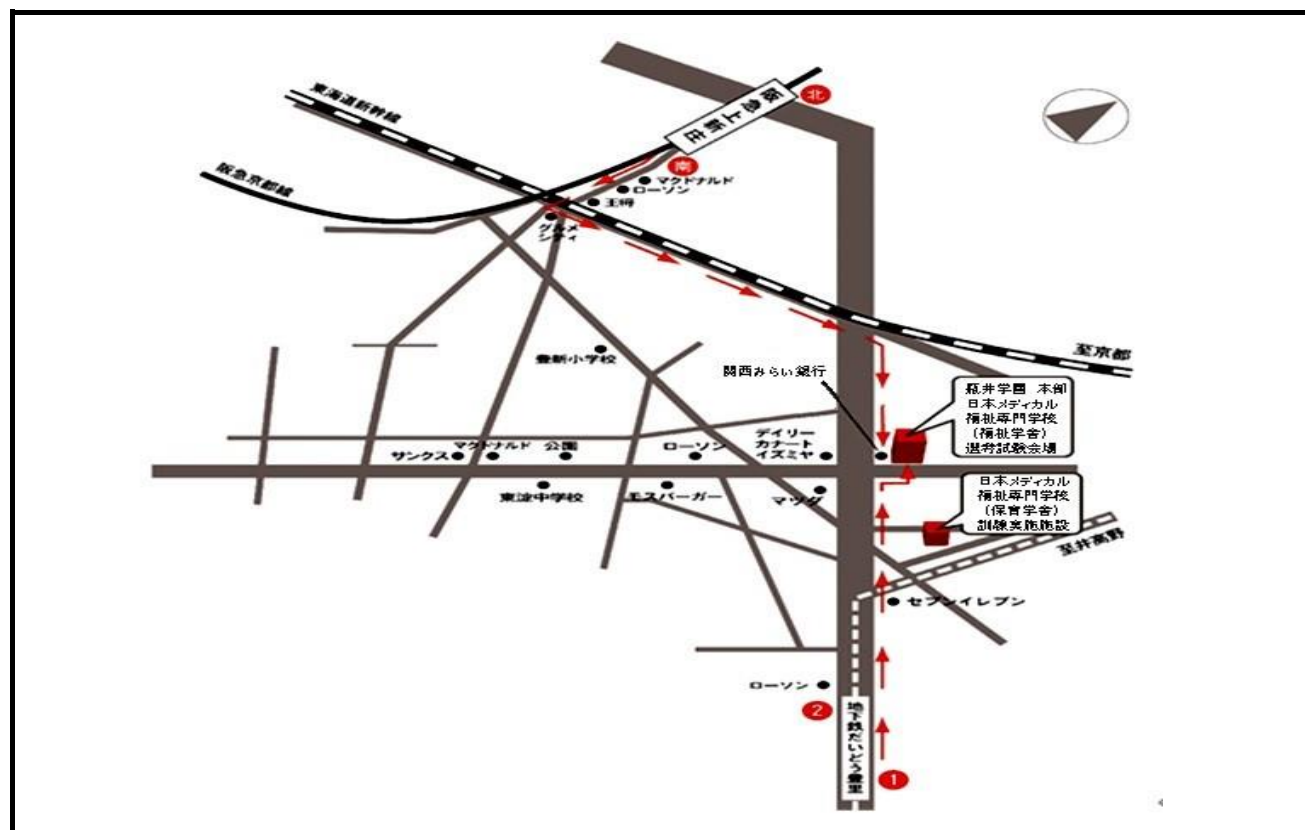 東海道新幹線
阪急上新庄
北
阪急京都線
南
マクドナルド
ローソン
王将
グルメ
シティ
至京都
豊新小学校
関西みらい銀行
瓶井学園 本部
日本メディカル
福祉専門学校
(福祉学舎)
選考試験会場
デイリー
カナート
イズミヤ
サンクス
マクドナルド
公園
ローソン
東淀中学校
モスバーガー
マツダ
日本メディカル
福祉専門学校
(保育学舎)
訓練実施施設
至井高野
セブンイレブン
ローソン
2
地下鉄だいどう豊里
1